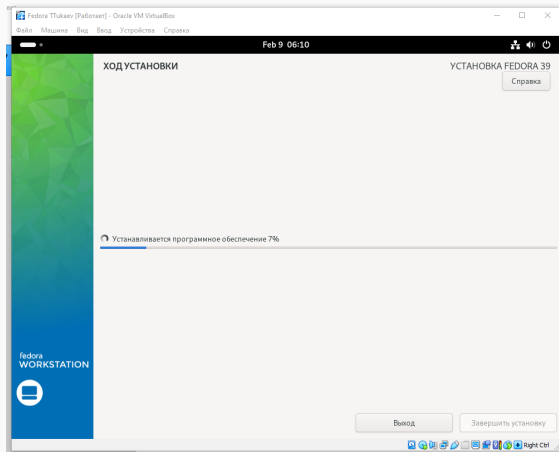 Fedora TTukaev [Работает] - Oracle VM VirtualBox
Файл Машина Вид Ввод Устройства Справка
Feb 9 06:10
ХОД УСТАНОВКИ
УСТАНОВКА FEDORA 39
Справка
Устанавливается программное обеспечение 7%
fedora
WORKSTATION
Выход
Завершить установку
Right Ctrl